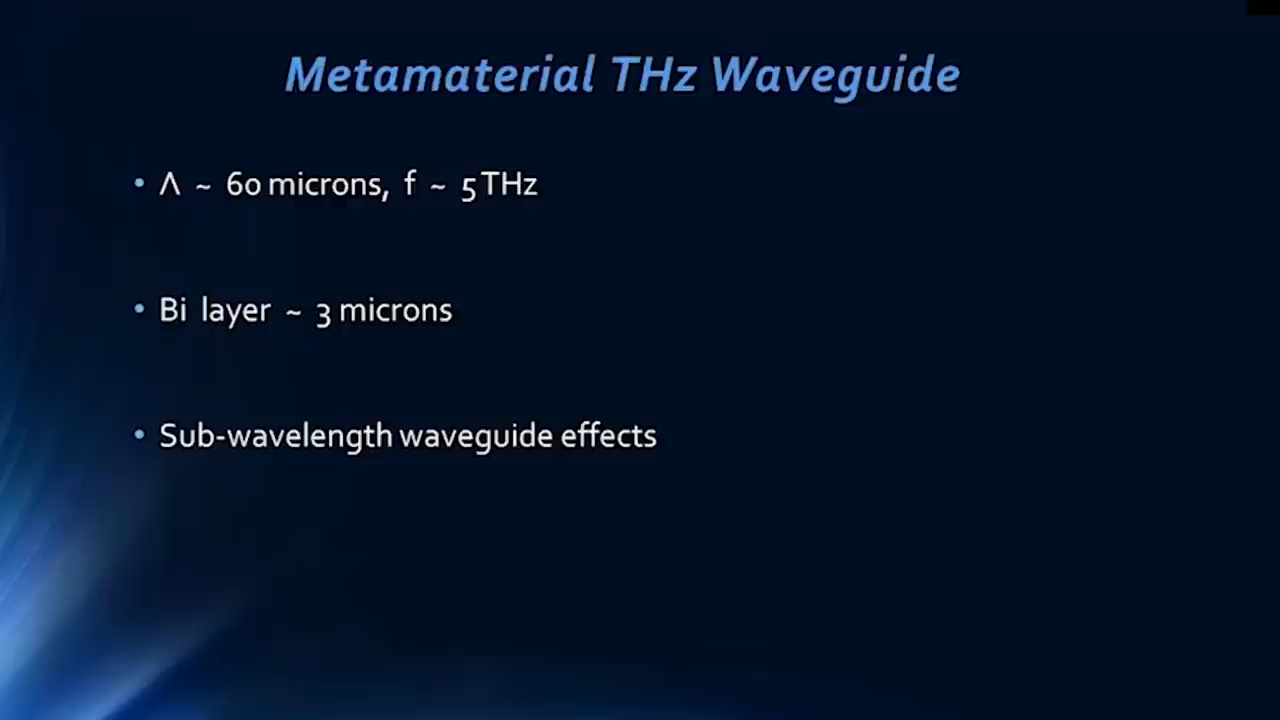 Metamaterial THz Waveguide
• Λ ~ 60 microns, f ~ 5 THz
• Bi layer ~ 3 microns
• Sub-wavelength waveguide effects